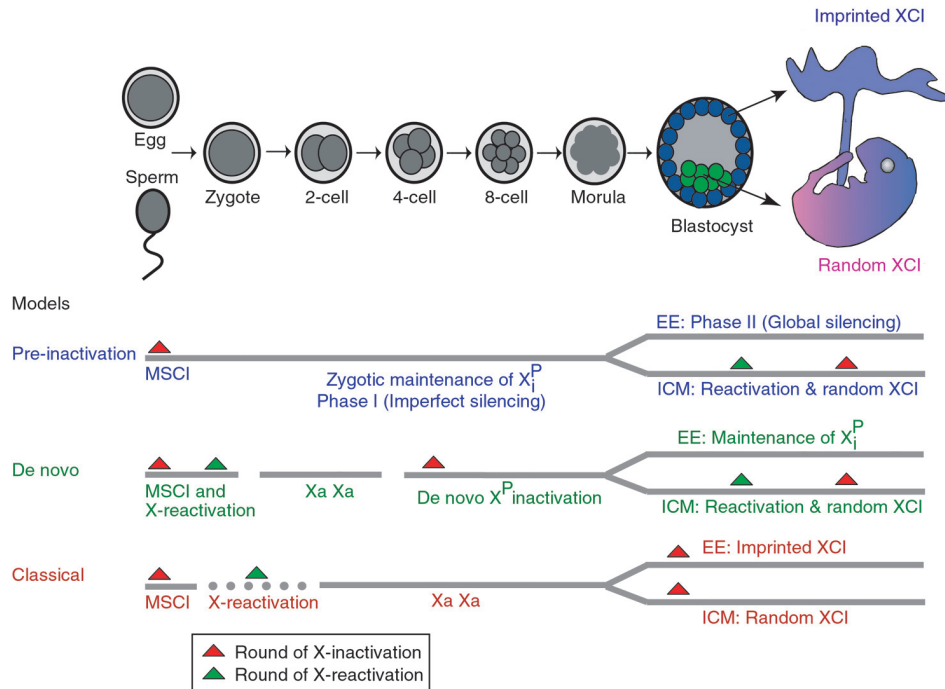 Imprinted XCI
Egg
Sperm
Zygote
2-cell
4-cell
8-cell
Morula
Blastocyst
Random XCI
Models
Pre-inactivation
MSCI
Zygotic maintenance of XiP
Phase I (Imperfect silencing)
EE: Phase II (Global silencing)
ICM: Reactivation & random XCI
De novo
MSCI and
X-reactivation
Xa Xa
De novo XP inactivation
EE: Maintenance of XiP
ICM: Reactivation & random XCI
Classical
MSCI
X-reactivation
Xa Xa
EE: Imprinted XCI
ICM: Random XCI
Round of X-inactivation
Round of X-reactivation